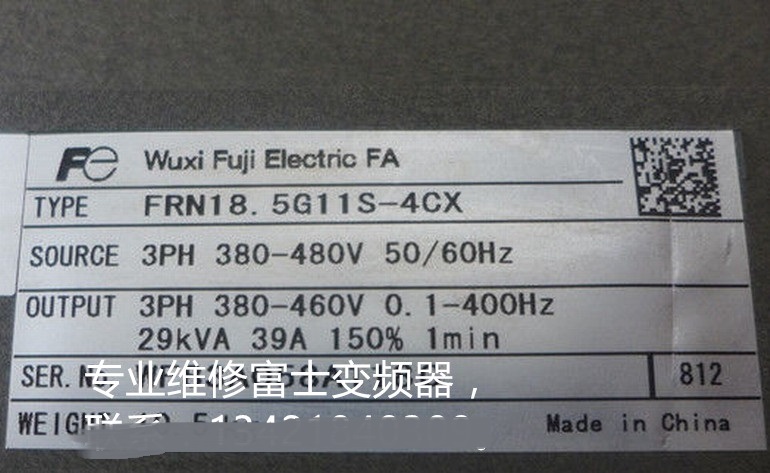 Fe Wuxi Fuji Electric FA
TYPE FRN18.5G11S-4CX
SOURCE 3PH 380-480V 50/60Hz
OUTPUT 3PH 380-460V 0.1-400Hz
29kVA 39A 150% 1min
SER.No. 812
专业维修富士变频器，
Made in China